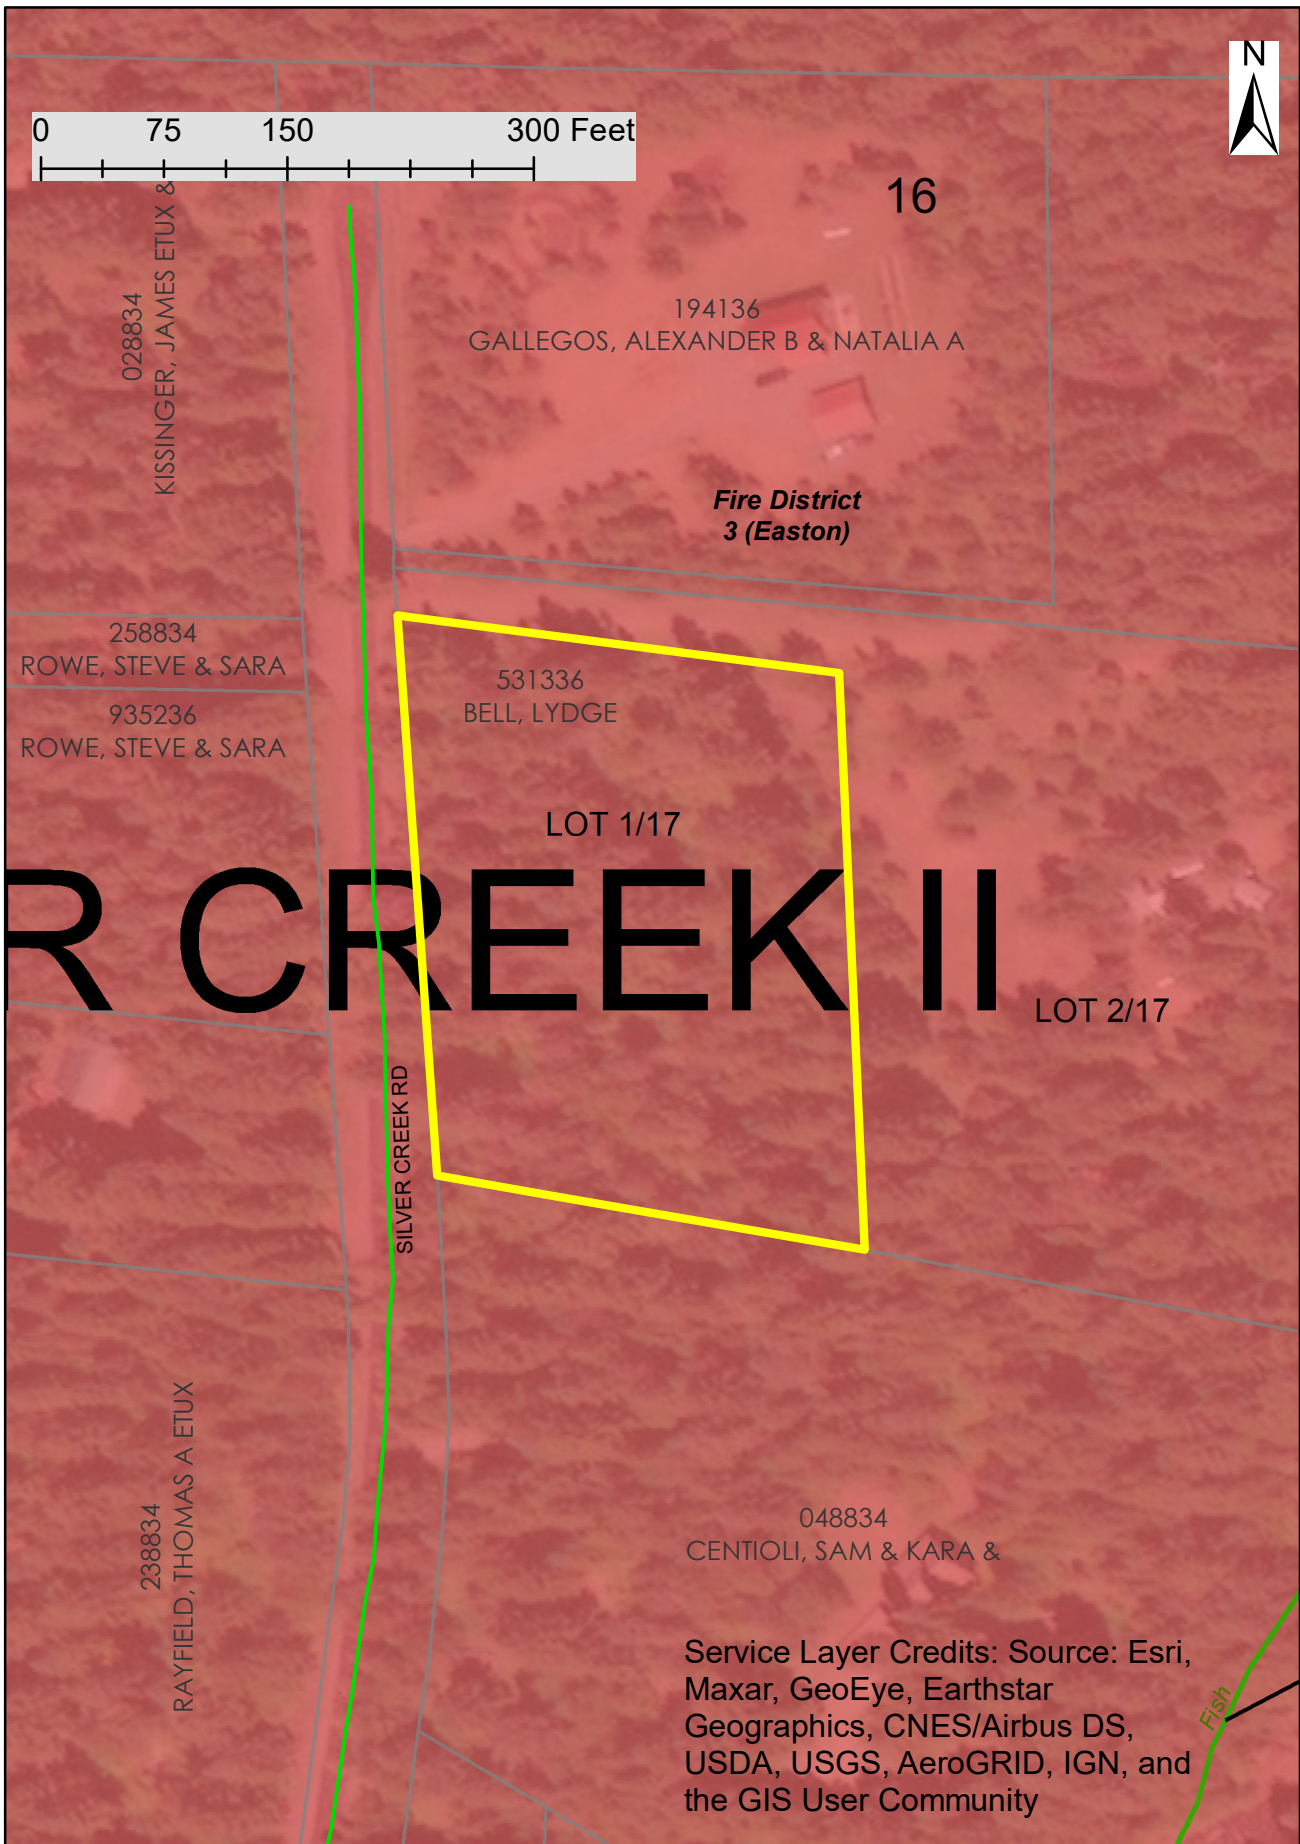 N
0 75 150 300 Feet
16
028834
KISSINGER, JAMES ETUX &
194136
GALLEGOS, ALEXANDER B & NATALIA A
Fire District
3 (Easton)
258834
ROWE, STEVE & SARA
531336
BELL, LYDGE
935236
ROWE, STEVE & SARA
LOT 1/17
R CREEK II
LOT 2/17
SILVER CREEK RD
238834
RAYFIELD, THOMAS A ETUX
048834
CENTIOLI, SAM & KARA &
Service Layer Credits: Source: Esri,
Maxar, GeoEye, Earthstar
Geographics, CNES/Airbus DS,
USDA, USGS, AeroGRID, IGN, and
the GIS User Community
Fish